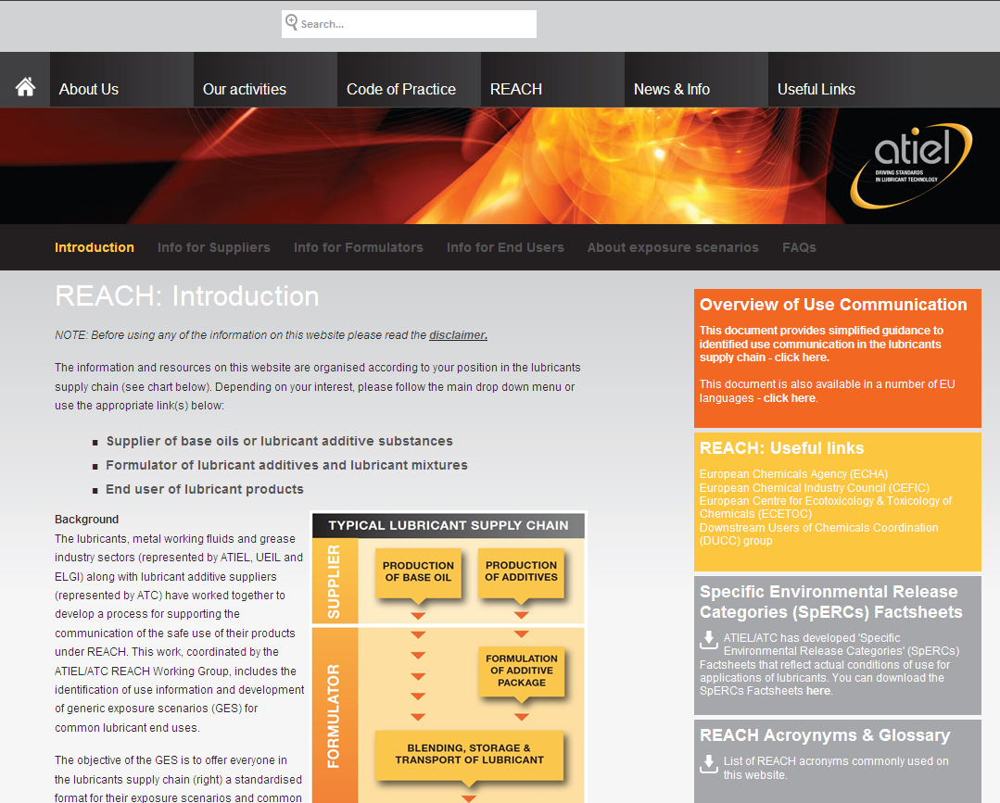 Search...
About Us
Our activities
Code of Practice
REACH
News & Info
Useful Links
atiel
DRIVING STANDARDS
IN LUBRICANT TECHNOLOGY
Introduction
Info for Suppliers
Info for Formulators
Info for End Users
About exposure scenarios
FAQs
REACH: Introduction
NOTE: Before using any of the information on this website please read the disclaimer.
The information and resources on this website are organised according to your position in the lubricants
supply chain (see chart below). Depending on your interest, please follow the main drop down menu or
use the appropriate link(s) below:
Supplier of base oils or lubricant additive substances
Formulator of lubricant additives and lubricant mixtures
End user of lubricant products
Background
The lubricants, metal working fluids and grease
industry sectors (represented by ATIEL, UEIL and
ELGI) along with lubricant additive suppliers
(represented by ATC) have worked together to
develop a process for supporting the
communication of the safe use of their products
under REACH. This work, coordinated by the
ATIEL/ATC REACH Working Group, includes the
identification of use information and development
of generic exposure scenarios (GES) for
common lubricant end uses.
The objective of the GES is to offer everyone in
the lubricants supply chain (right) a standardised
format for their exposure scenarios and common
TYPICAL LUBRICANT SUPPLY CHAIN
SUPPLIER
PRODUCTION
OF BASE OIL
PRODUCTION
OF ADDITIVES
FORMULATOR
FORMULATION
OF ADDITIVE
PACKAGE
BLENDING, STORAGE &
TRANSPORT OF LUBRICANT
Overview of Use Communication
This document provides simplified guidance to
identified use communication in the lubricants
supply chain - click here.
This document is also available in a number of EU
languages - click here.
REACH: Useful links
European Chemicals Agency (ECHA)
European Chemical Industry Council (CEFIC)
European Centre for Ecotoxicology & Toxicology of
Chemicals (ECETOC)
Downstream Users of Chemicals Coordination
(DUCC) group
Specific Environmental Release
Categories (SpERCs) Factsheets
ATIEL/ATC has developed 'Specific
Environmental Release Categories' (SpERCs)
Factsheets that reflect actual conditions of use for
applications of lubricants. You can download the
SpERCs Factsheets here.
REACH Acroynyms & Glossary
List of REACH acronyms commonly used on
this website.